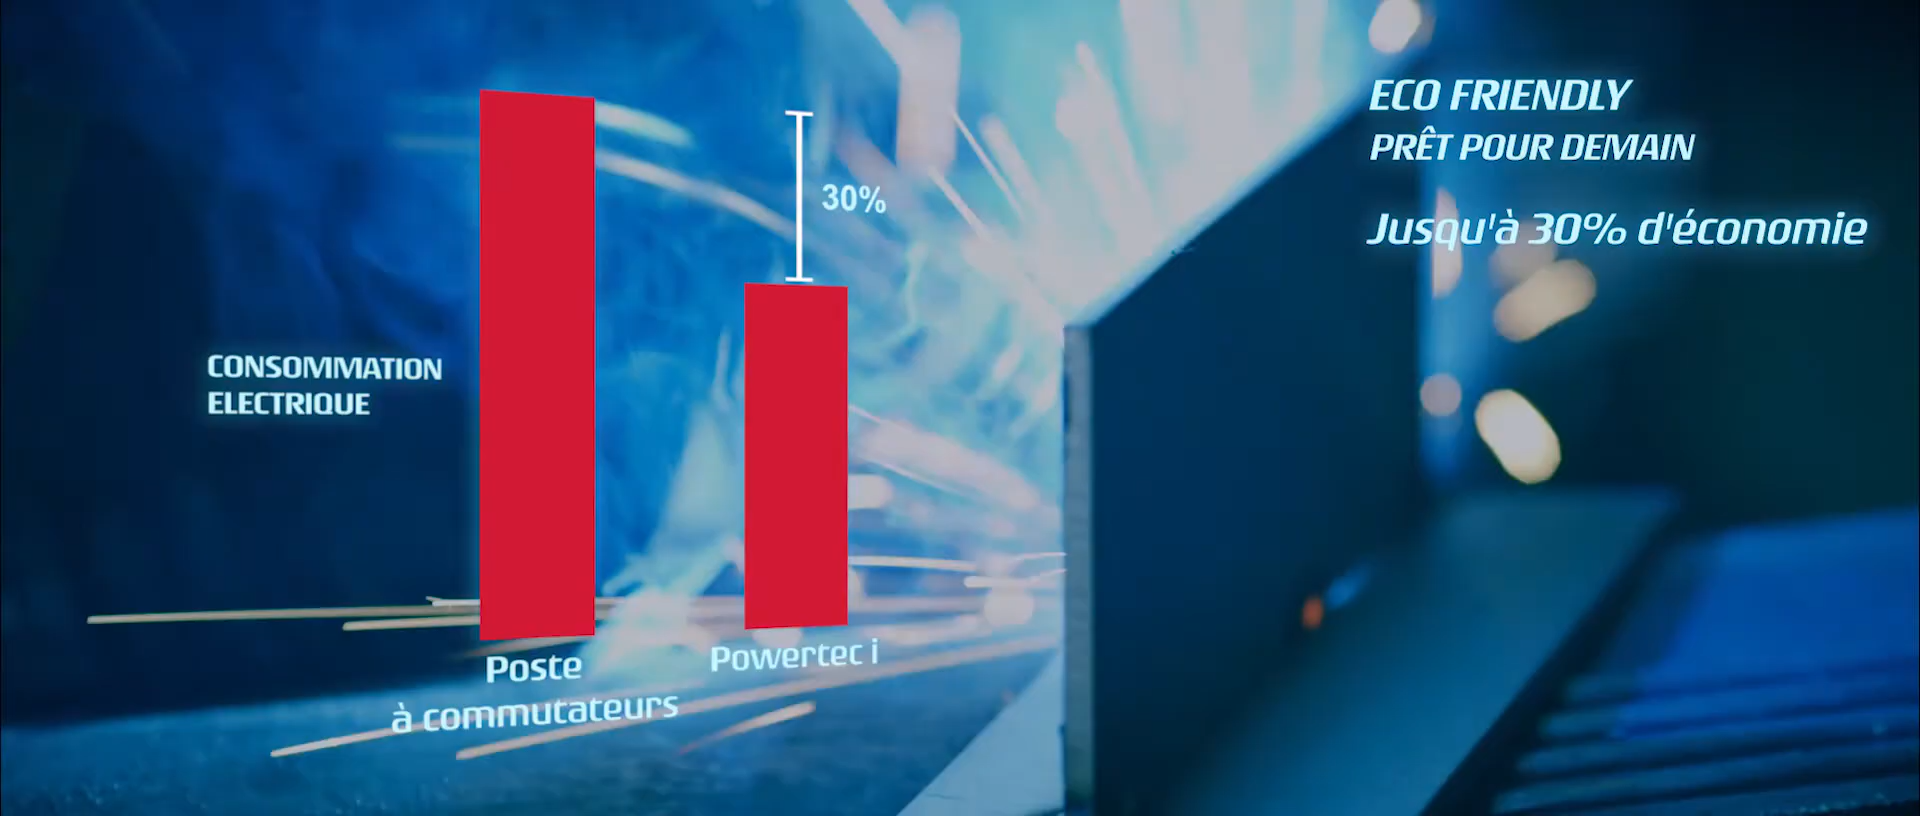 ECO FRIENDLY
PRÊT POUR DEMAIN
Jusqu'à 30% d'économie
30%
CONSOMMATION
ELECTRIQUE
Poste
à commutateurs
Powertec i